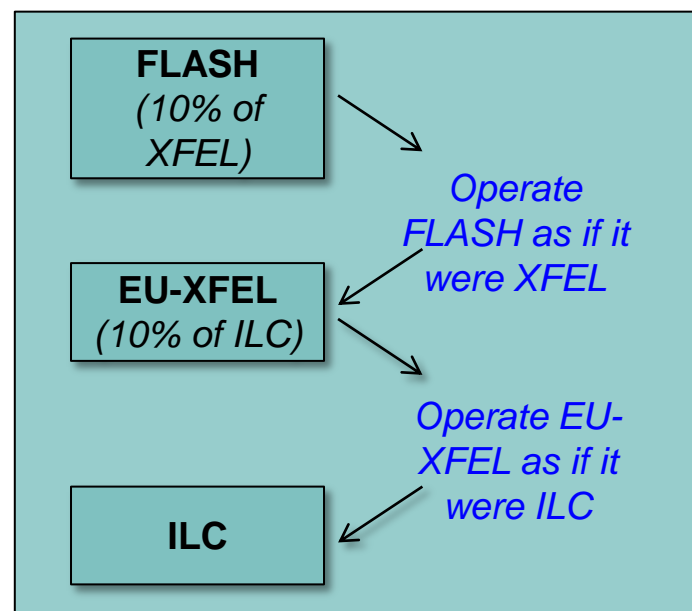 FLASH
(10% of
XFEL)
Operate
FLASH as if it
were XFEL
EU-XFEL
(10% of ILC)
Operate EU-
XFEL as if it
were ILC
ILC